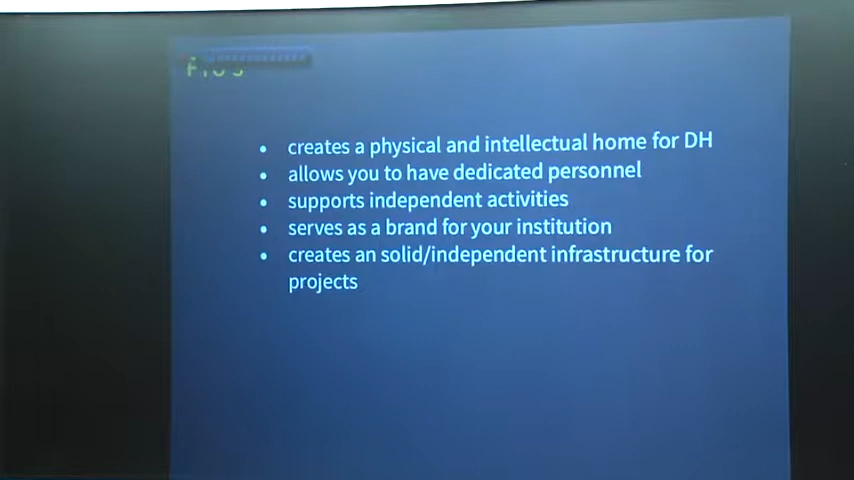 • creates a physical and intellectual home for DH
• allows you to have dedicated personnel
• supports independent activities
• serves as a brand for your institution
• creates an solid/independent infrastructure for
projects